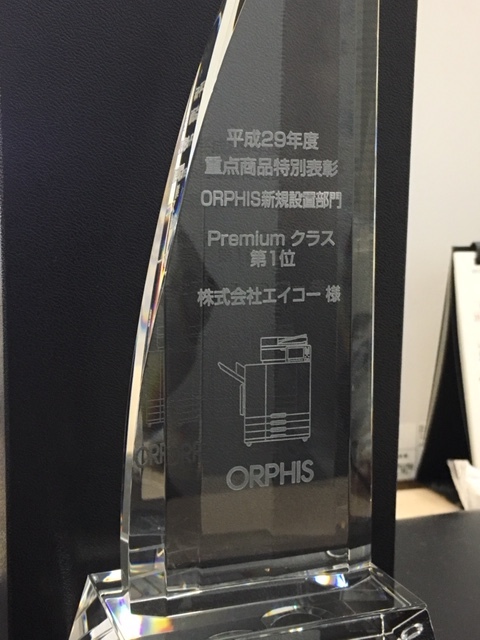 平成29年度
重点商品特別表彰
ORPHIS新規設置部門
Premium クラス
第1位
株式会社エイコー 様
ORPHIS